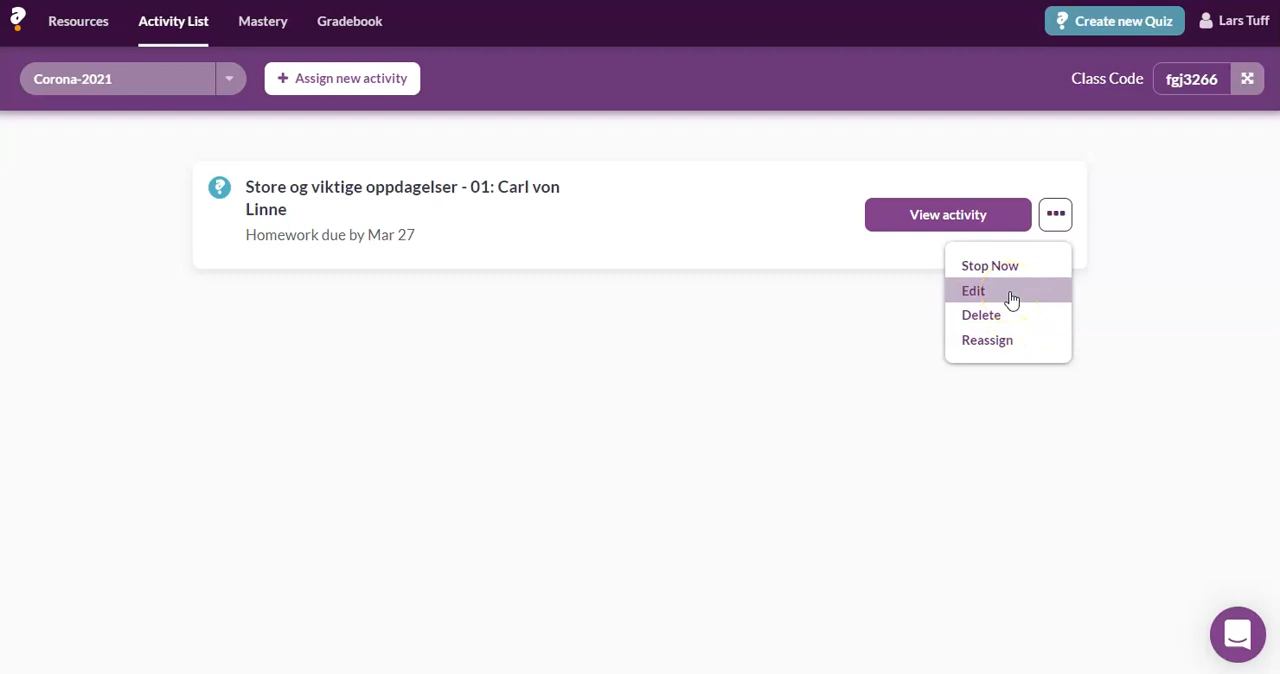 Resources
Activity List
Mastery
Gradebook
Create new Quiz
Lars Tuff
Corona-2021
+ Assign new activity
Class Code
fgj3266
Store og viktige oppdagelser - 01: Carl von
Linne
Homework due by Mar 27
View activity
Stop Now
Edit
Delete
Reassign